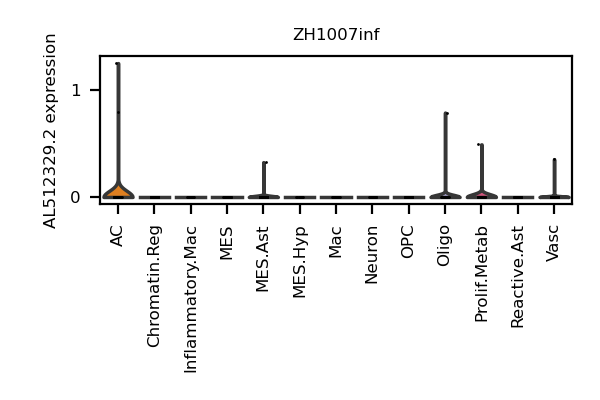 ZH1007inf
AL512329.2 expression
1
0
AC
Chromatin.Reg
Inflammatory.Mac
MES
MES.Ast
MES.Hyp
Mac
Neuron
OPC
Oligo
Prolif.Metab
Reactive.Ast
Vasc